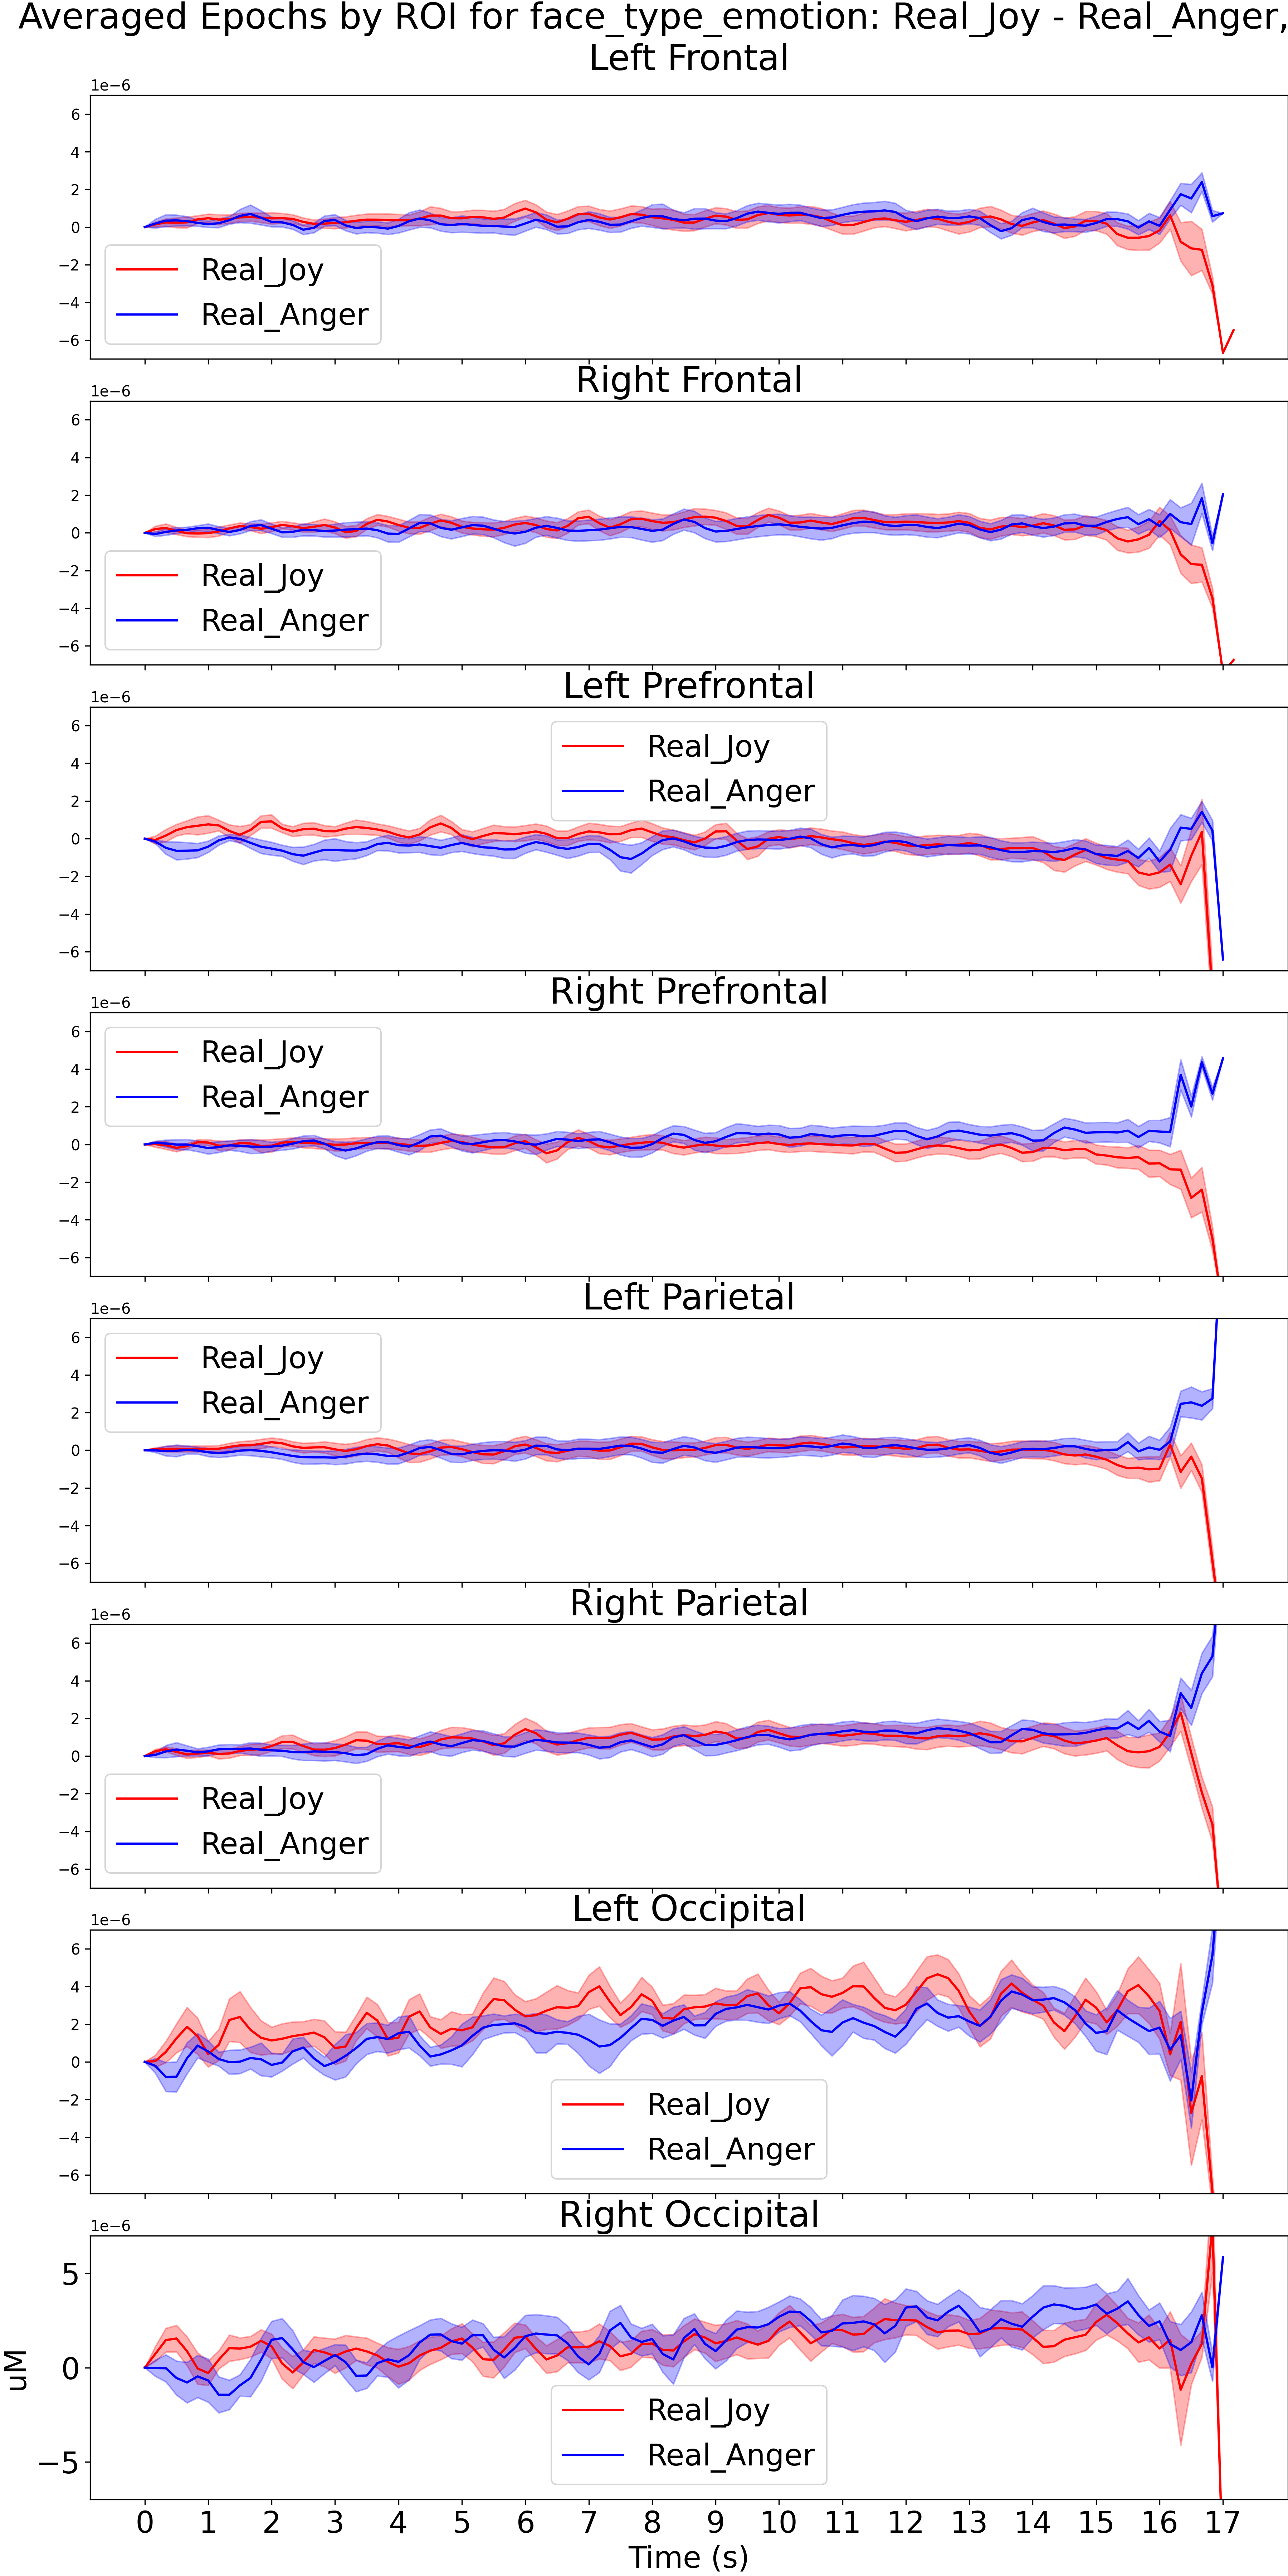 Averaged Epochs by ROI for face_type_emotion: Real_Joy - Real_Anger,
Left Frontal
1e−6
6
4
2
0
−2
−4
−6
Real_Joy
Real_Anger
Right Frontal
1e−6
6
4
2
0
−2
−4
−6
Real_Joy
Real_Anger
Left Prefrontal
1e−6
6
4
2
0
−2
−4
−6
Real_Joy
Real_Anger
Right Prefrontal
1e−6
6
4
2
0
−2
−4
−6
Real_Joy
Real_Anger
Left Parietal
1e−6
6
4
2
0
−2
−4
−6
Real_Joy
Real_Anger
Right Parietal
1e−6
6
4
2
0
−2
−4
−6
Real_Joy
Real_Anger
Left Occipital
1e−6
6
4
2
0
−2
−4
−6
Real_Joy
Real_Anger
Right Occipital
1e−6
5
0
−5
uM
Real_Joy
Real_Anger
0 1 2 3 4 5 6 7 8 9 10 11 12 13 14 15 16 17
Time (s)